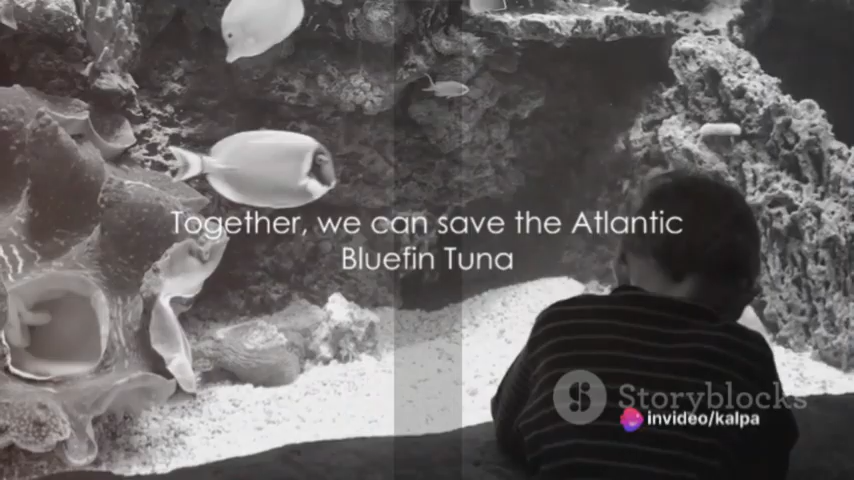 Together, we can save the Atlantic
Bluefin Tuna
Storyblocks
invideo/kalpa